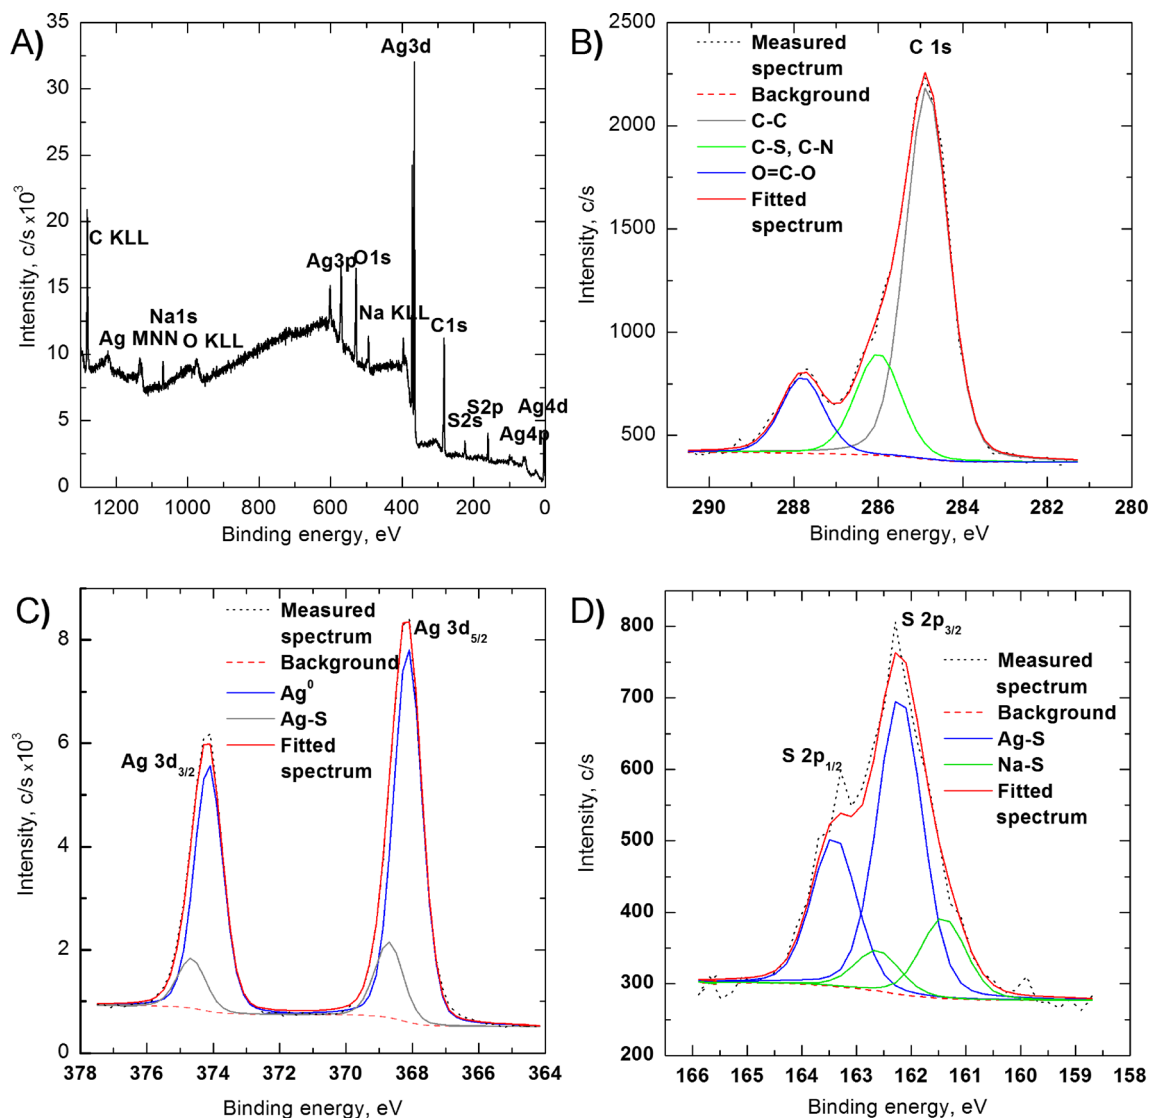 A)
35
30
25
20
15
10
5
0
Intensity, c/s x10³
Ag3d
C KLL
Ag MNN
Na1s
O KLL
Ag3p
O1s
Na KLL
C1s
S2s
S2p
Ag4p
Ag4d
1200 1000 800 600 400 200 0
Binding energy, eV
B)
2500
2000
1500
1000
500
Intensity, c/s
Measured
spectrum
Background
C-C
C-S, C-N
O=C-O
Fitted
spectrum
C 1s
290 288 286 284 282 280
Binding energy, eV
C)
8
6
4
2
0
Intensity, c/s x10³
Measured
spectrum
Background
Ag⁰
Ag-S
Fitted
spectrum
Ag 3d₅/₂
Ag 3d₃/₂
378 376 374 372 370 368 366 364
Binding energy, eV
D)
800
700
600
500
400
300
200
Intensity, c/s
S 2p₃/₂
S 2p₁/₂
Measured
spectrum
Background
Ag-S
Na-S
Fitted
spectrum
166 165 164 163 162 161 160 159 158
Binding energy, eV